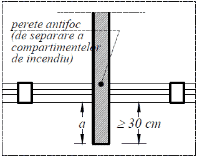 perete antifoc
(de separare a
compartimentelor
de incendiu)
a
≥ 30 cm